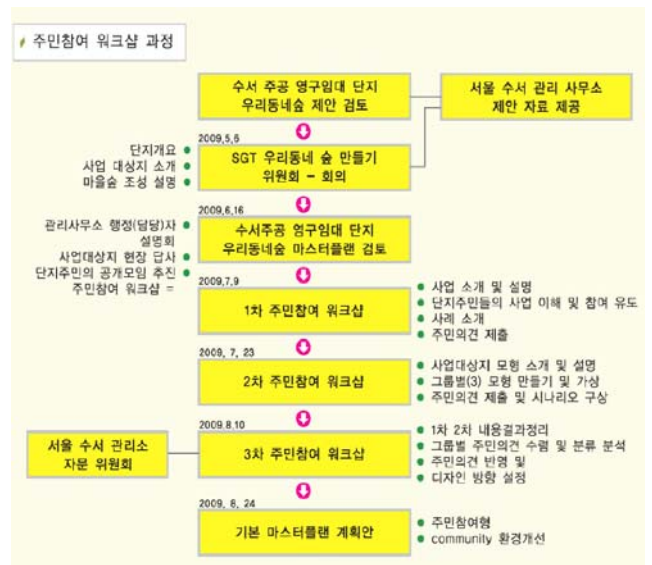 주민참여 워크샵 과정
수서 주공 영구임대 단지
우리동네숲 제안 검토
서울 수서 관리 사무소
제안 자료 제공
2009,5,6
단지개요
사업 대상지 소개
마을숲 조성 설명
SGT 우리동네 숲 만들기
위원회 - 회의
2009,6,16
관리사무소 행정(담당)자
설명회
사업대상지 현장 답사
단지주민의 공개모임 추진
주민참여 워크샵 =
수서주공 영구임대 단지
우리동네숲 마스터플랜 검토
2009,7,9
1차 주민참여 워크샵
사업 소개 및 설명
단지주민들의 사업 이해 및 참여 유도
사례 소개
주민의견 제출
2009, 7, 23
2차 주민참여 워크샵
사업대상지 모형 소개 및 설명
그룹별(3) 모형 만들기 및 가상
주민의견 제출 및 시나리오 구상
2009,8,10
서울 수서 관리소
자문 위원회
3차 주민참여 워크샵
1차 2차 내용결과정리
그룹별 주민의견 수렴 및 분류 분석
주민의견 반영 및
디자인 방향 설정
2009, 8, 24
기본 마스터플랜 계획안
주민참여형
community 환경개선